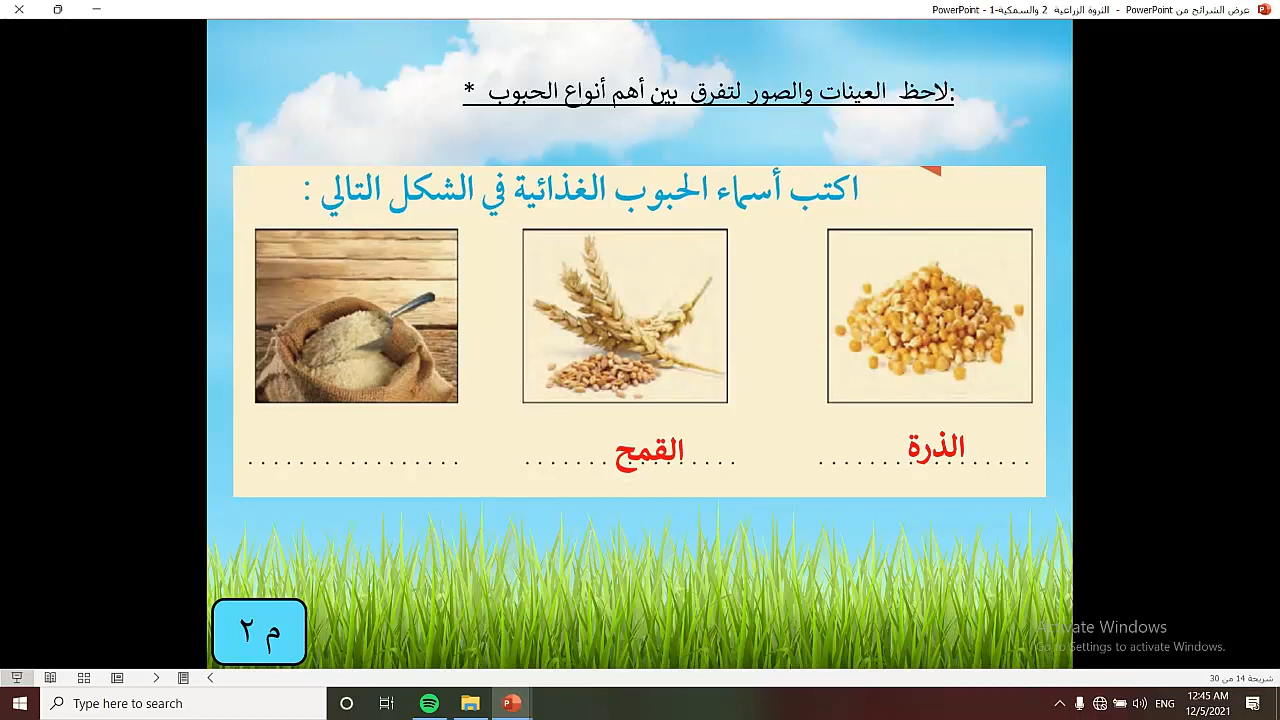 عرض الشرائح من PowerPoint - الثروة الزراعية 2 والسمكية-1 - PowerPoint
:لاحظ العينات والصور لتفرق بين أهم أنواع الحبوب *
اكتب أسماء الحبوب الغذائية في الشكل التالي :
الذرة
القمح
م ٢
Activate Windows
Go to Settings to activate Windows.
شريحة 14 من 30
Type here to search
ENG
12:45 AM
12/5/2021